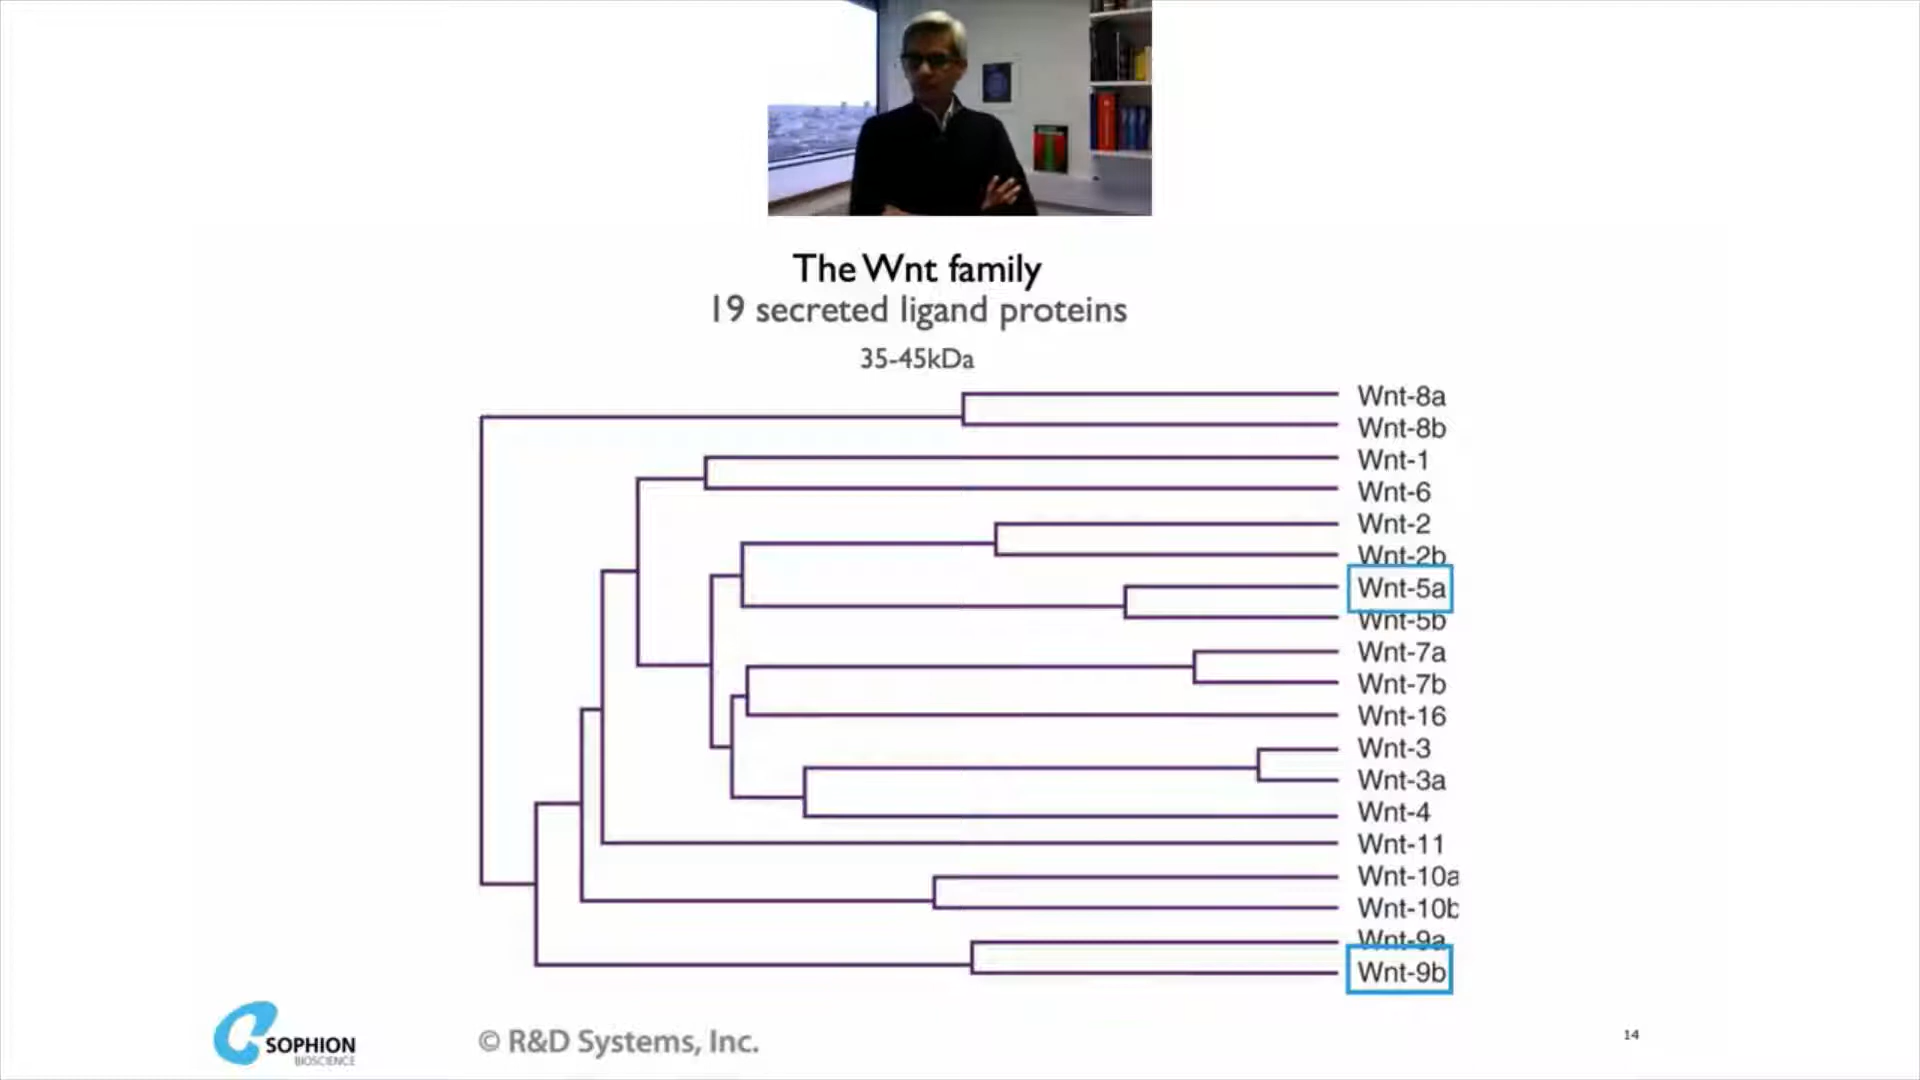 The Wnt family
19 secreted ligand proteins
35-45kDa
Wnt-8a
Wnt-8b
Wnt-1
Wnt-6
Wnt-2
Wnt-2b
Wnt-5a
Wnt-5b
Wnt-7a
Wnt-7b
Wnt-16
Wnt-3
Wnt-3a
Wnt-4
Wnt-11
Wnt-10a
Wnt-10b
Wnt-9a
Wnt-9b
SOPHION
BIOSCIENCE
© R&D Systems, Inc.
14